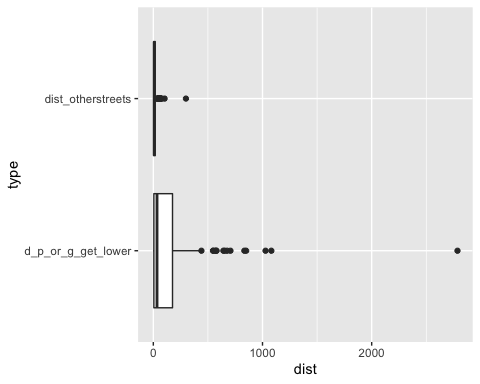 dist_otherstreets
d_p_or_g_get_lower
type
0 1000 2000
dist